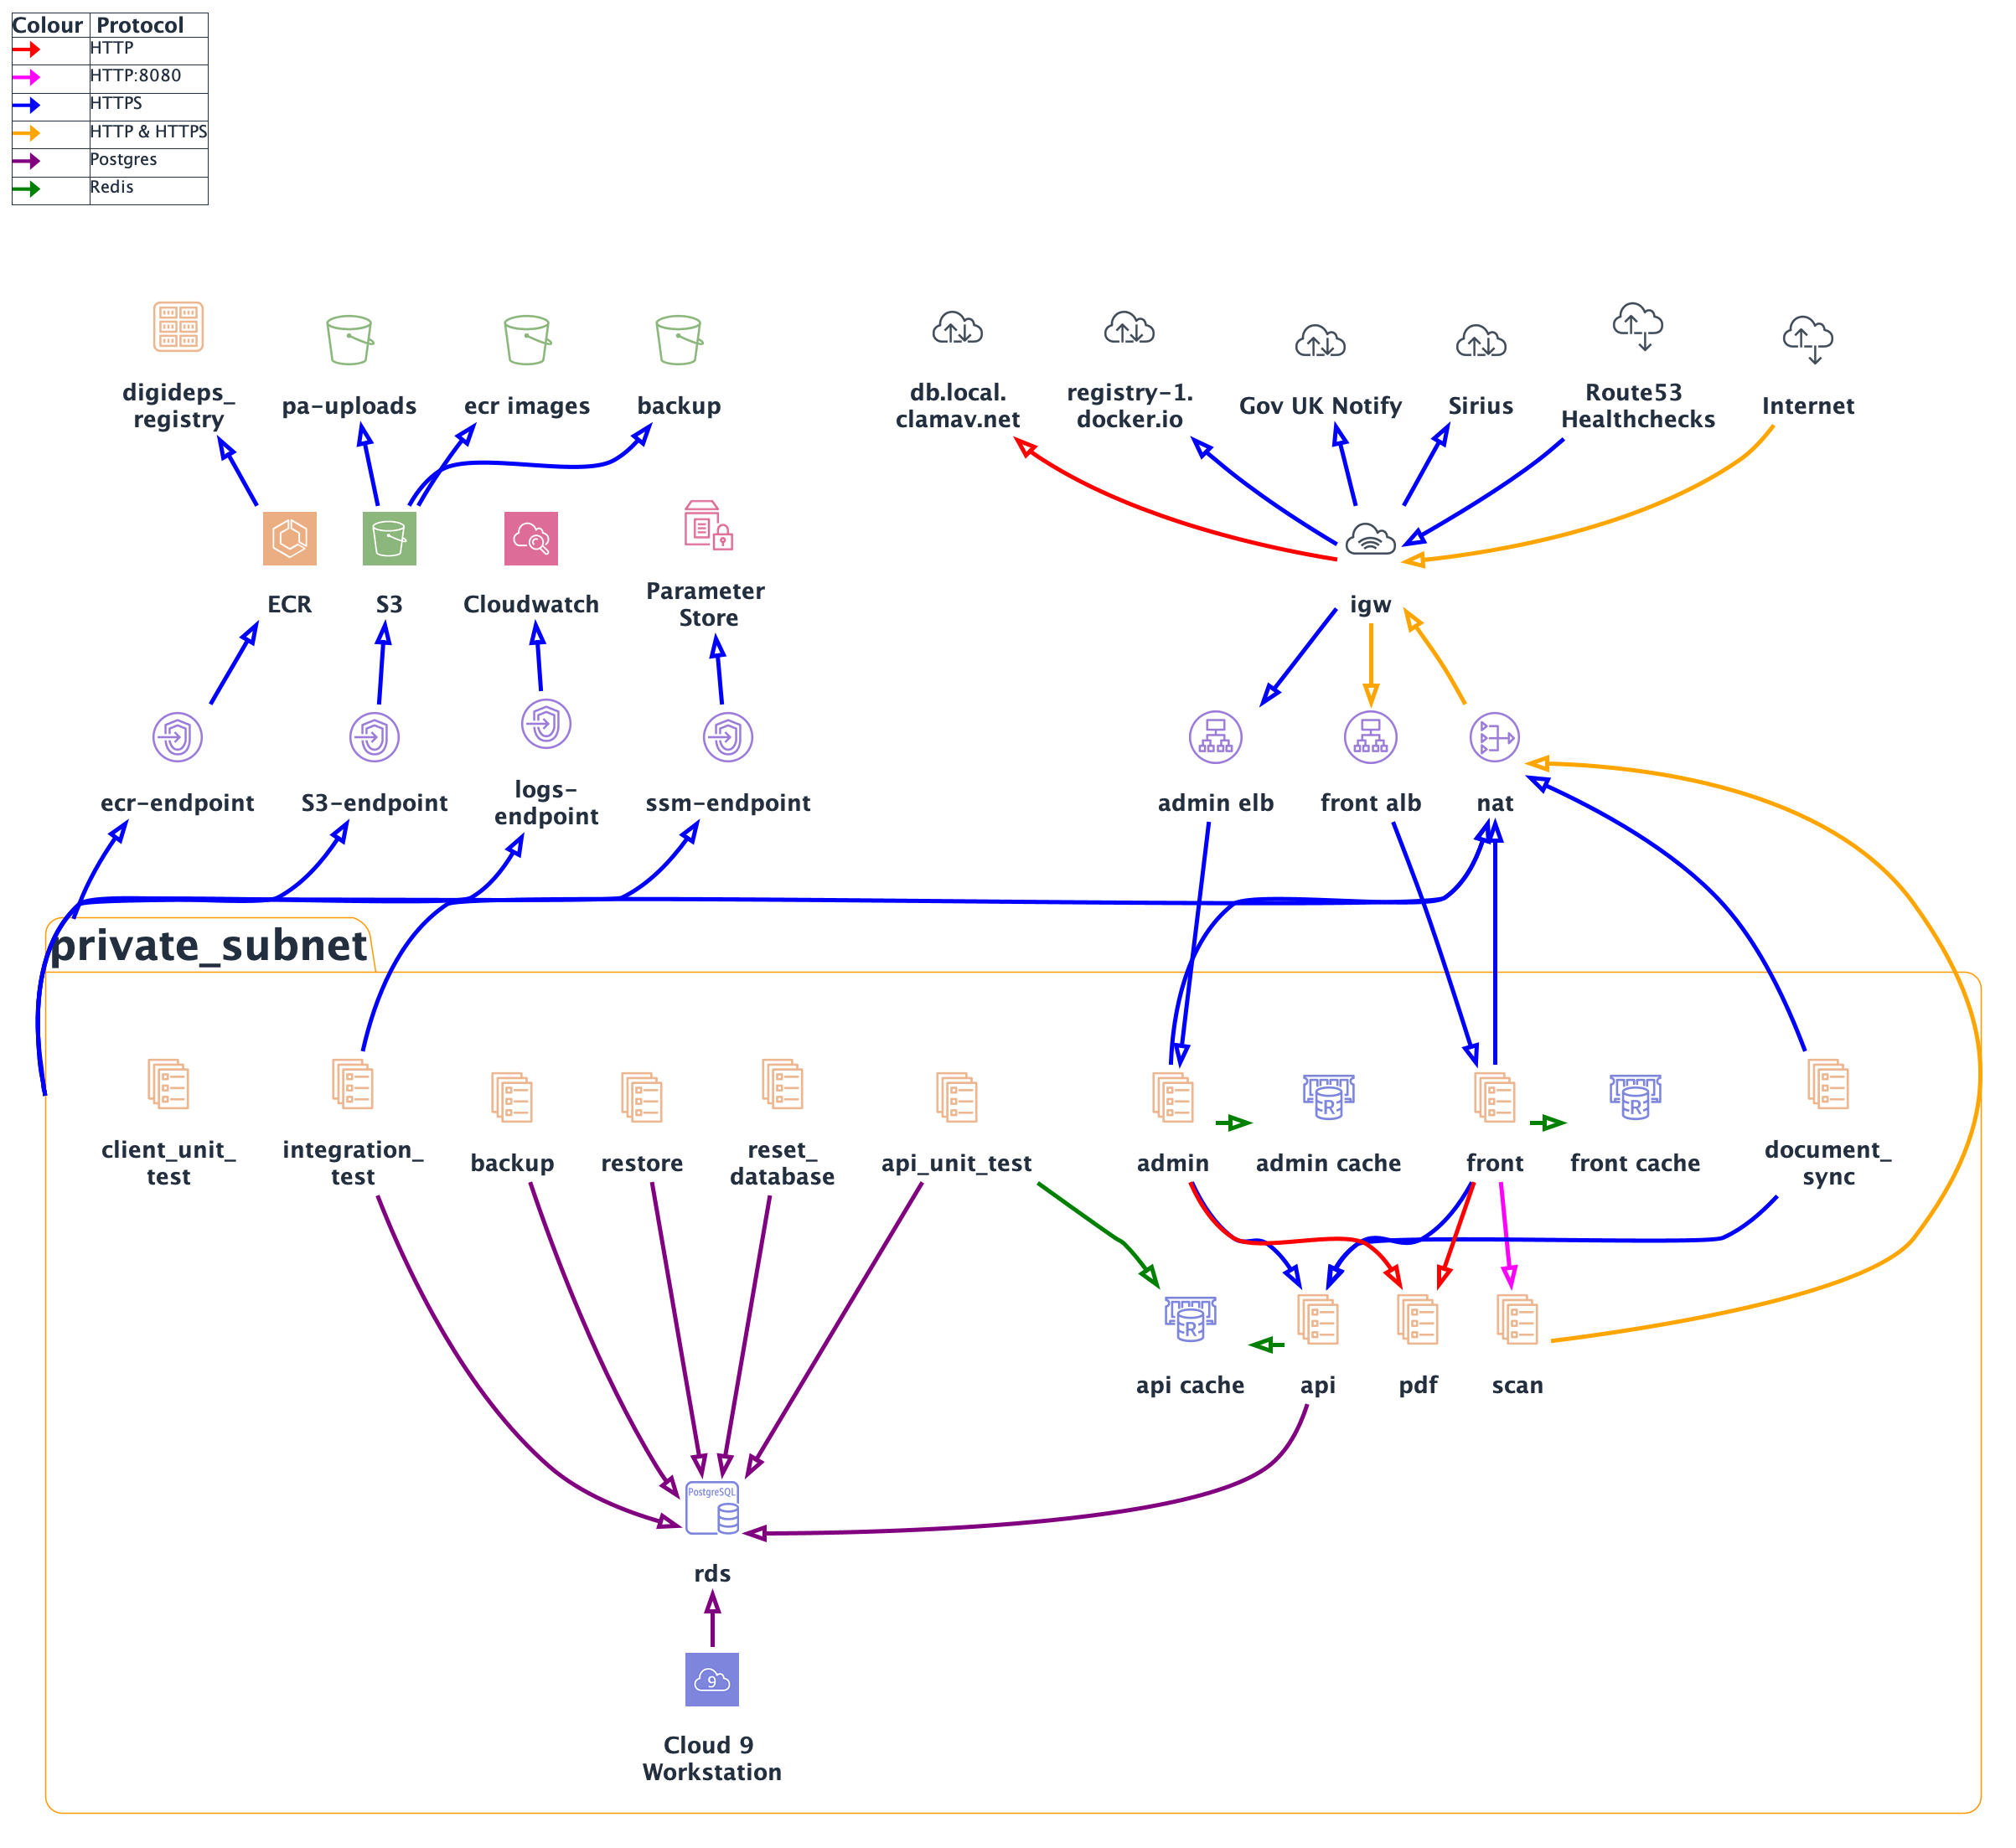 Colour Protocol
HTTP
HTTP:8080
HTTPS
HTTP & HTTPS
Postgres
Redis
digideps_
registry
pa-uploads
ecr images
backup
db.local.
clamav.net
registry-1.
docker.io
Gov UK Notify
Sirius
Route53
Healthchecks
Internet
ECR
S3
Cloudwatch
Parameter
Store
igw
ecr-endpoint
S3-endpoint
logs-
endpoint
ssm-endpoint
admin elb
front alb
nat
private_subnet
client_unit_
test
integration_
test
backup
restore
reset_
database
api_unit_test
admin
R
admin cache
front
R
front cache
document_
sync
R
api cache
api
pdf
scan
PostgreSQL
rds
9
Cloud 9
Workstation